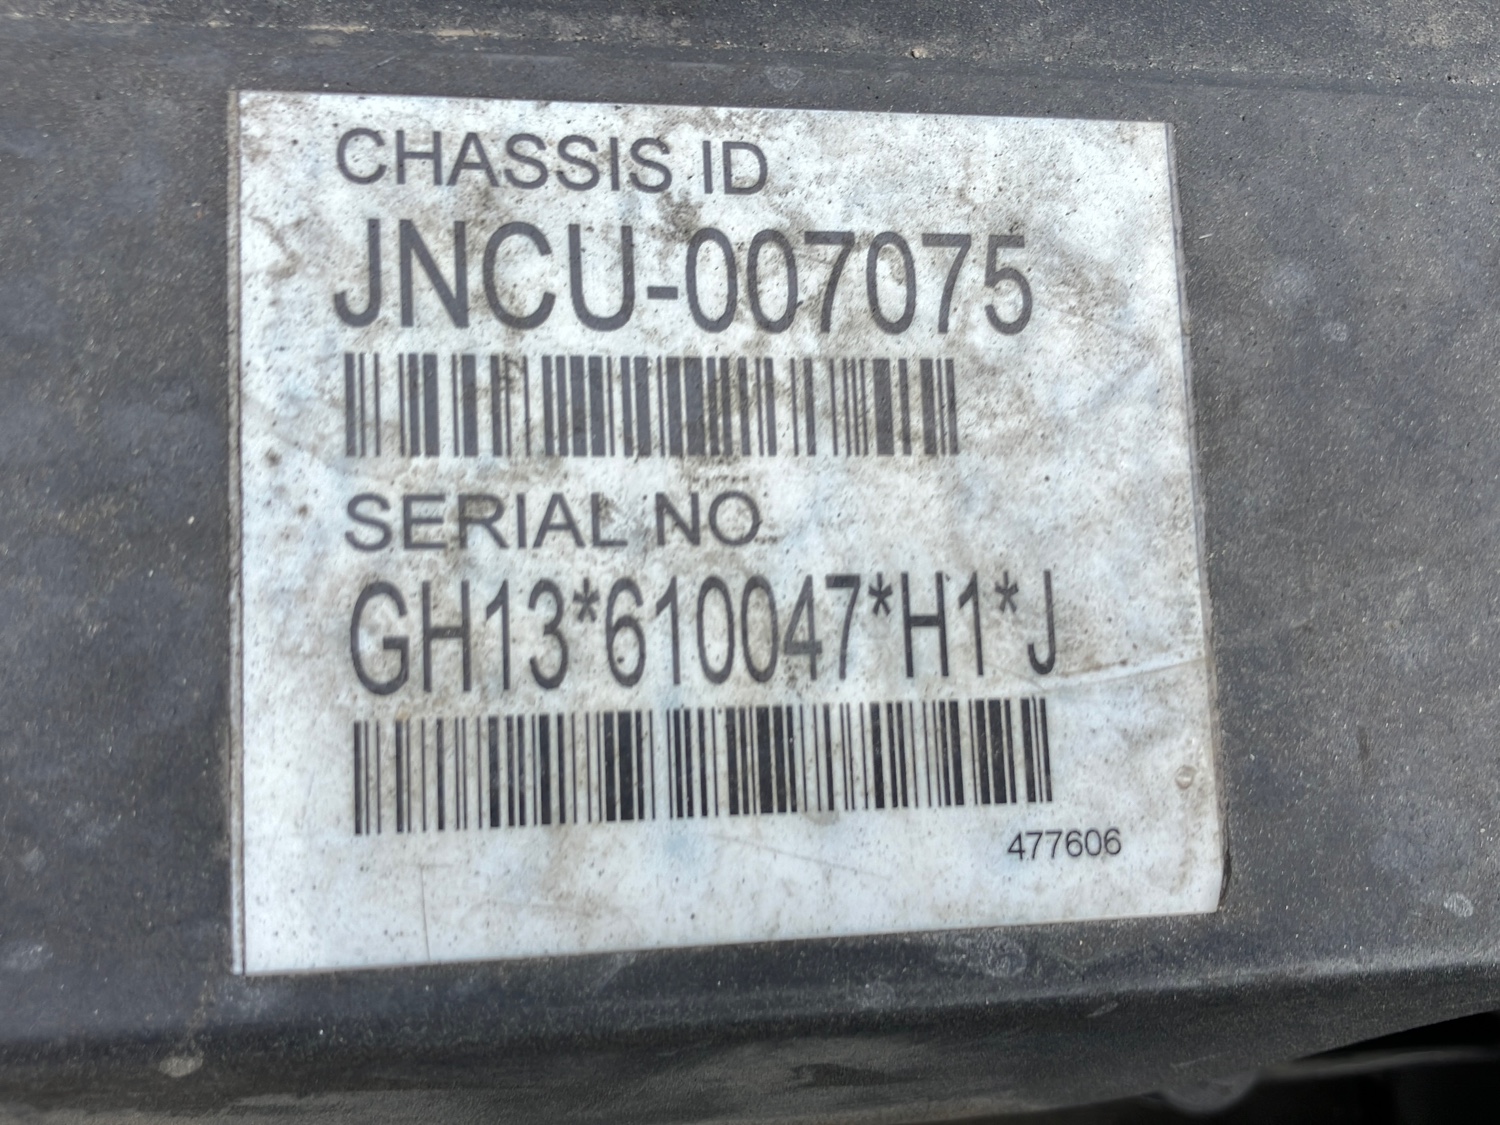 CHASSIS ID
JNCU-007075
SERIAL NO
GH13*610047*H1*J
477606